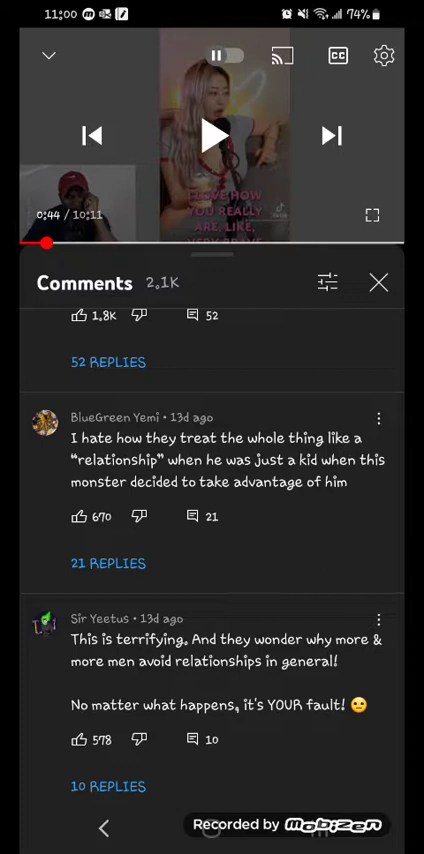 11:00
74%
I LOVE HOW
YOU REALLY
ARE, LIKE,
VERY BRAVE
CC
0:44 / 10:11
Comments 2.1K
1.8K 52
52 REPLIES
BlueGreen Yemi • 13d ago
I hate how they treat the whole thing like a
“relationship” when he was just a kid when this
monster decided to take advantage of him
670 21
21 REPLIES
Sir Yeetus • 13d ago
This is terrifying. And they wonder why more &
more men avoid relationships in general!
No matter what happens, it's YOUR fault! 😐
578 10
10 REPLIES
Recorded by mobizen